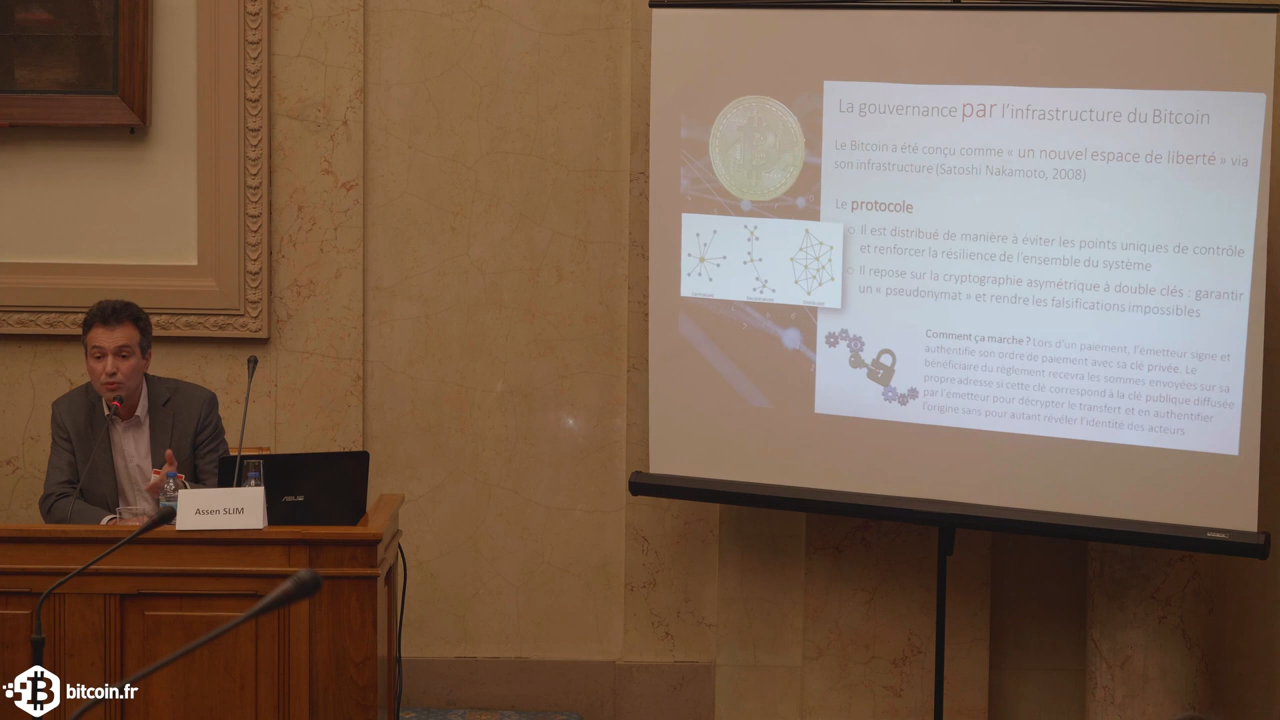 La gouvernance par l'infrastructure du Bitcoin
Le Bitcoin a été conçu comme « un nouvel espace de liberté » via
son infrastructure (Satoshi Nakamoto, 2008)
Le protocole
Il est distribué de manière à éviter les points uniques de contrôle
et renforcer la résilience de l'ensemble du système
Il repose sur la cryptographie asymétrique à double clés : garantir
un « pseudonymat » et rendre les falsifications impossibles
Comment ça marche ? Lors d'un paiement, l'émetteur signe et
authentifie son ordre de paiement avec sa clé privée. Le
bénéficiaire du règlement recevra les sommes envoyées sur sa
propre adresse si cette clé correspond à la clé publique diffusée
par l'émetteur pour décrypter le transfert et en authentifier
l'origine sans pour autant révéler l'identité des acteurs
ASUS
Assen SLIM
bitcoin.fr